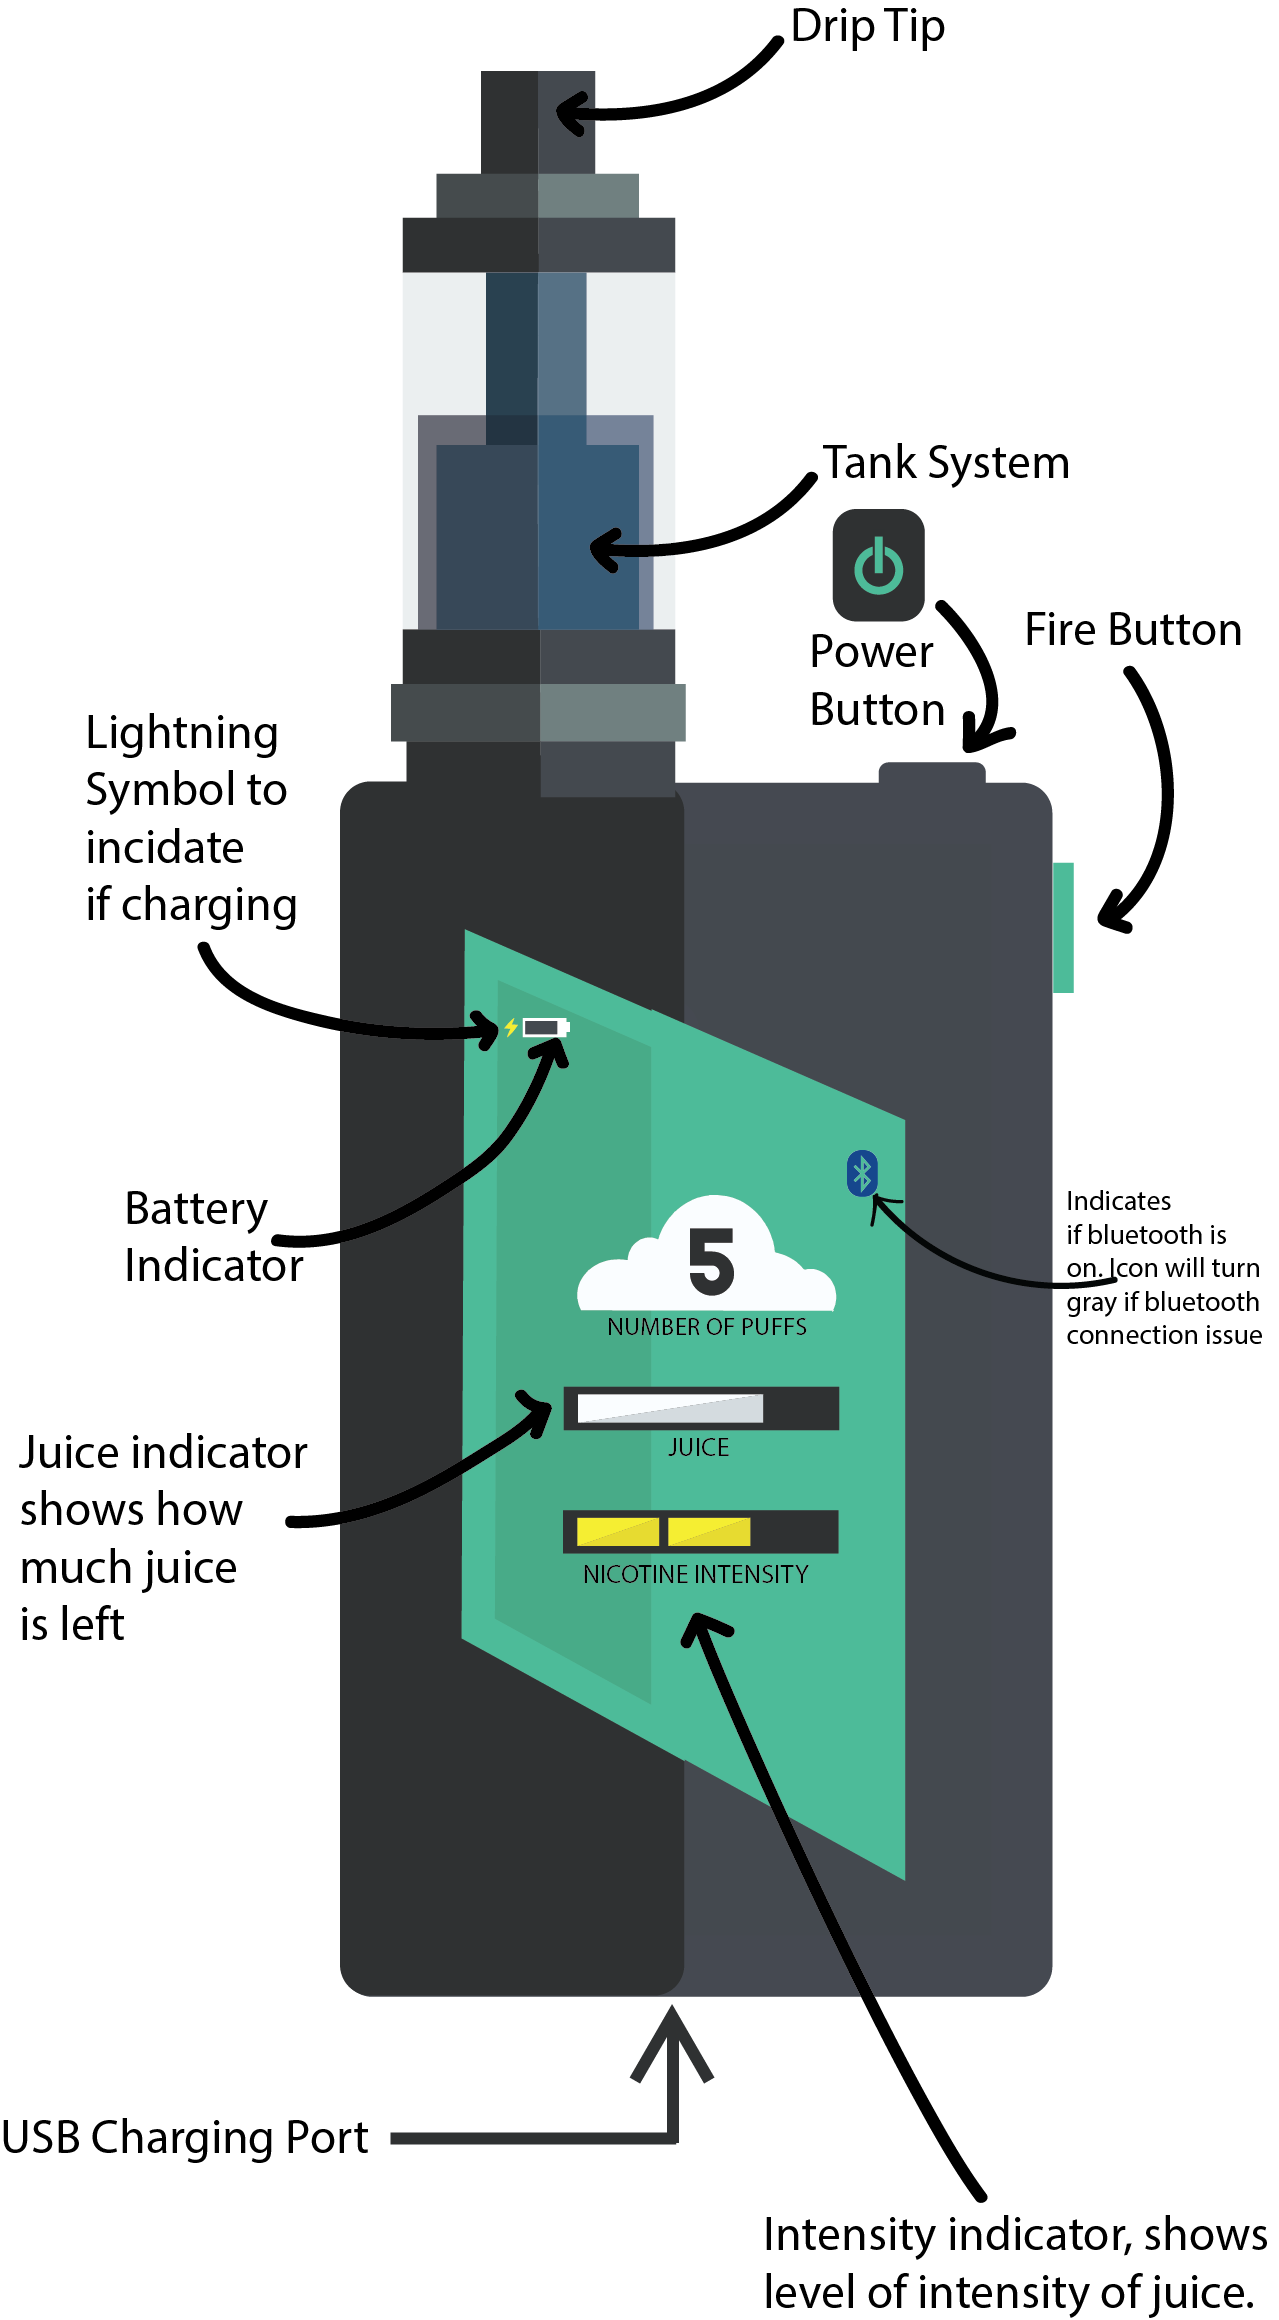 Drip Tip
Tank System
Power
Button
Fire Button
Lightning
Symbol to
incidate
if charging
Battery
Indicator
Indicates
if bluetooth is
on. Icon will turn
gray if bluetooth
connection issue
5
NUMBER OF PUFFS
JUICE
Juice indicator
shows how
much juice
is left
NICOTINE INTENSITY
USB Charging Port
Intensity indicator, shows
level of intensity of juice.